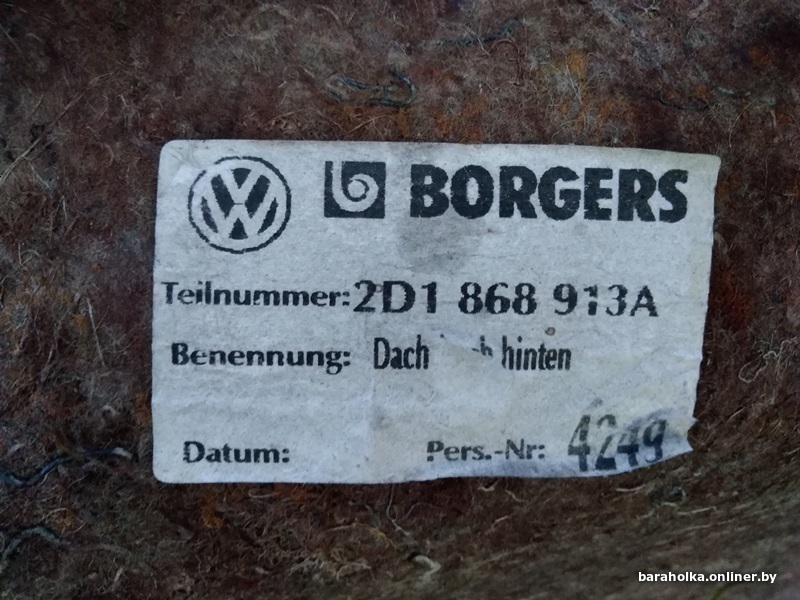 BORGERS
Teilnummer: 2D1 868 913A
Benennung: Dach hinten
Datum:
Pers.-Nr: 4249
baraholka.onliner.by